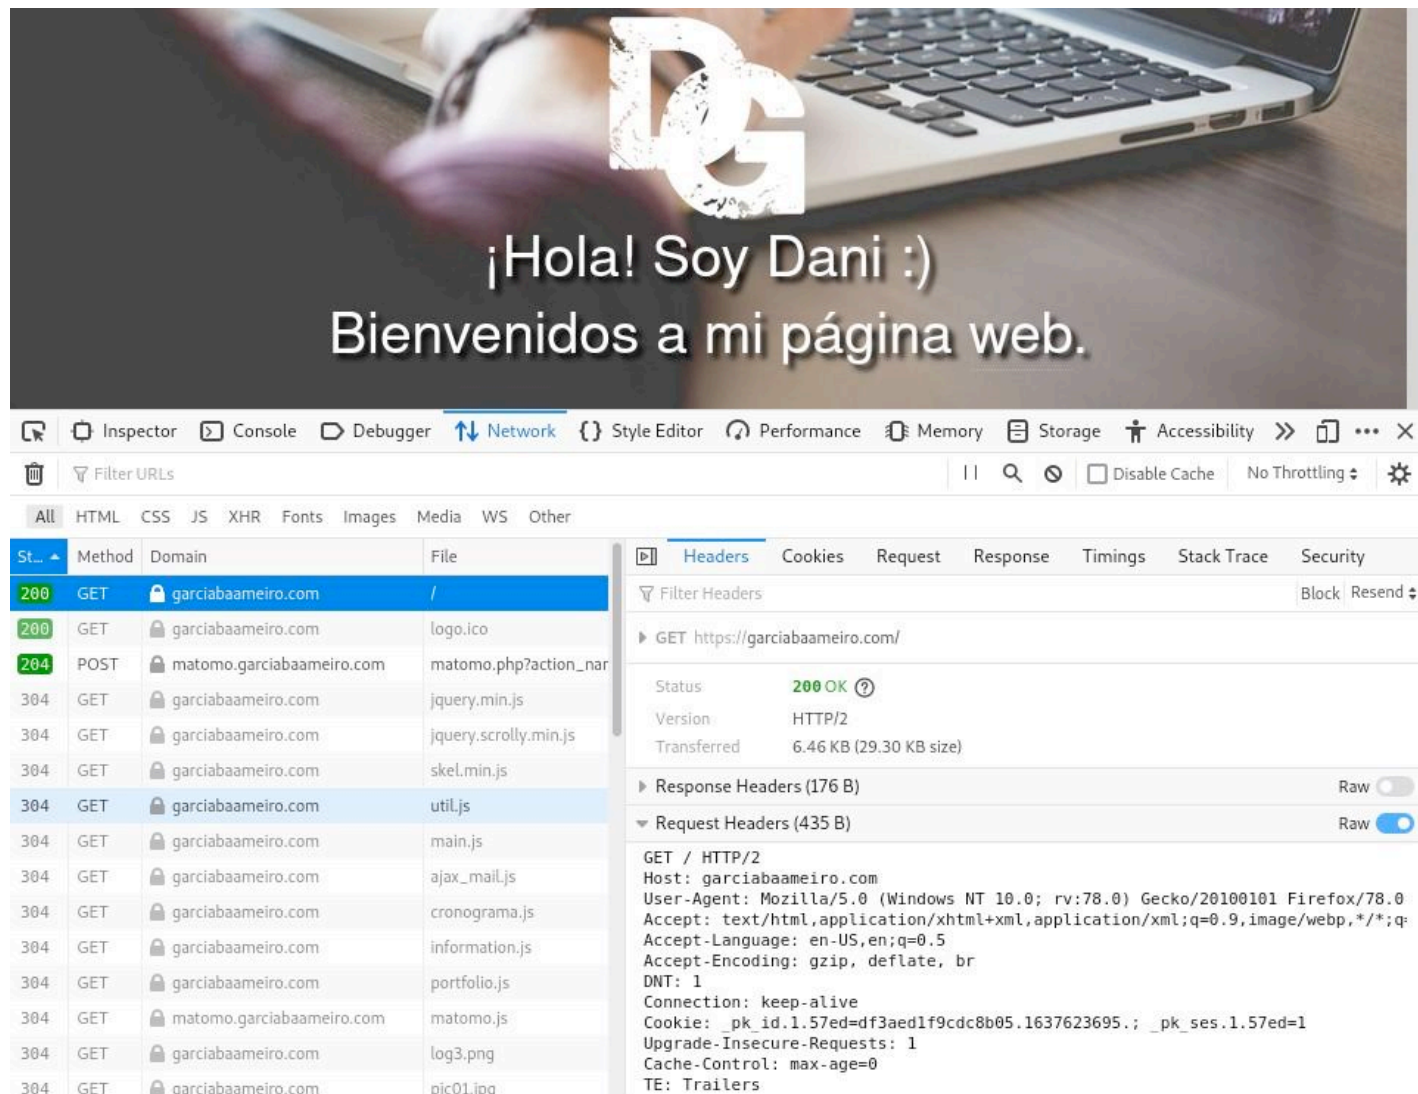 DG
¡Hola! Soy Dani :)
Bienvenidos a mi página web.
Inspector Console Debugger Network Style Editor Performance Memory Storage Accessibility
Filter URLs Disable Cache No Throttling
All HTML CSS JS XHR Fonts Images Media WS Other
St... Method Domain File Headers Cookies Request Response Timings Stack Trace Security
200 GET garciabaameiro.com / Filter Headers Block Resend
200 GET garciabaameiro.com logo.ico
GET https://garciabaameiro.com/
204 POST matomo.garciabaameiro.com matomo.php?action_nar
Status 200 OK
304 GET garciabaameiro.com jquery.min.js
Version HTTP/2
304 GET garciabaameiro.com jquery.scrolly.min.js
Transferred 6.46 KB (29.30 KB size)
304 GET garciabaameiro.com skel.min.js
Response Headers (176 B) Raw
304 GET garciabaameiro.com util.js
Request Headers (435 B) Raw
304 GET garciabaameiro.com main.js
GET / HTTP/2
304 GET garciabaameiro.com ajax_mail.js
Host: garciabaameiro.com
User-Agent: Mozilla/5.0 (Windows NT 10.0; rv:78.0) Gecko/20100101 Firefox/78.0
304 GET garciabaameiro.com cronograma.js
Accept: text/html,application/xhtml+xml,application/xml;q=0.9,image/webp,*/*;q=
304 GET garciabaameiro.com information.js
Accept-Language: en-US,en;q=0.5
Accept-Encoding: gzip, deflate, br
304 GET garciabaameiro.com portfolio.js
DNT: 1
Connection: keep-alive
304 GET matomo.garciabaameiro.com matomo.js
Cookie: _pk_id.1.57ed=df3aed1f9cdc8b05.1637623695.; _pk_ses.1.57ed=1
Upgrade-Insecure-Requests: 1
304 GET garciabaameiro.com log3.png
Cache-Control: max-age=0
TE: Trailers
304 GET garciabaameiro.com pic01.jpg